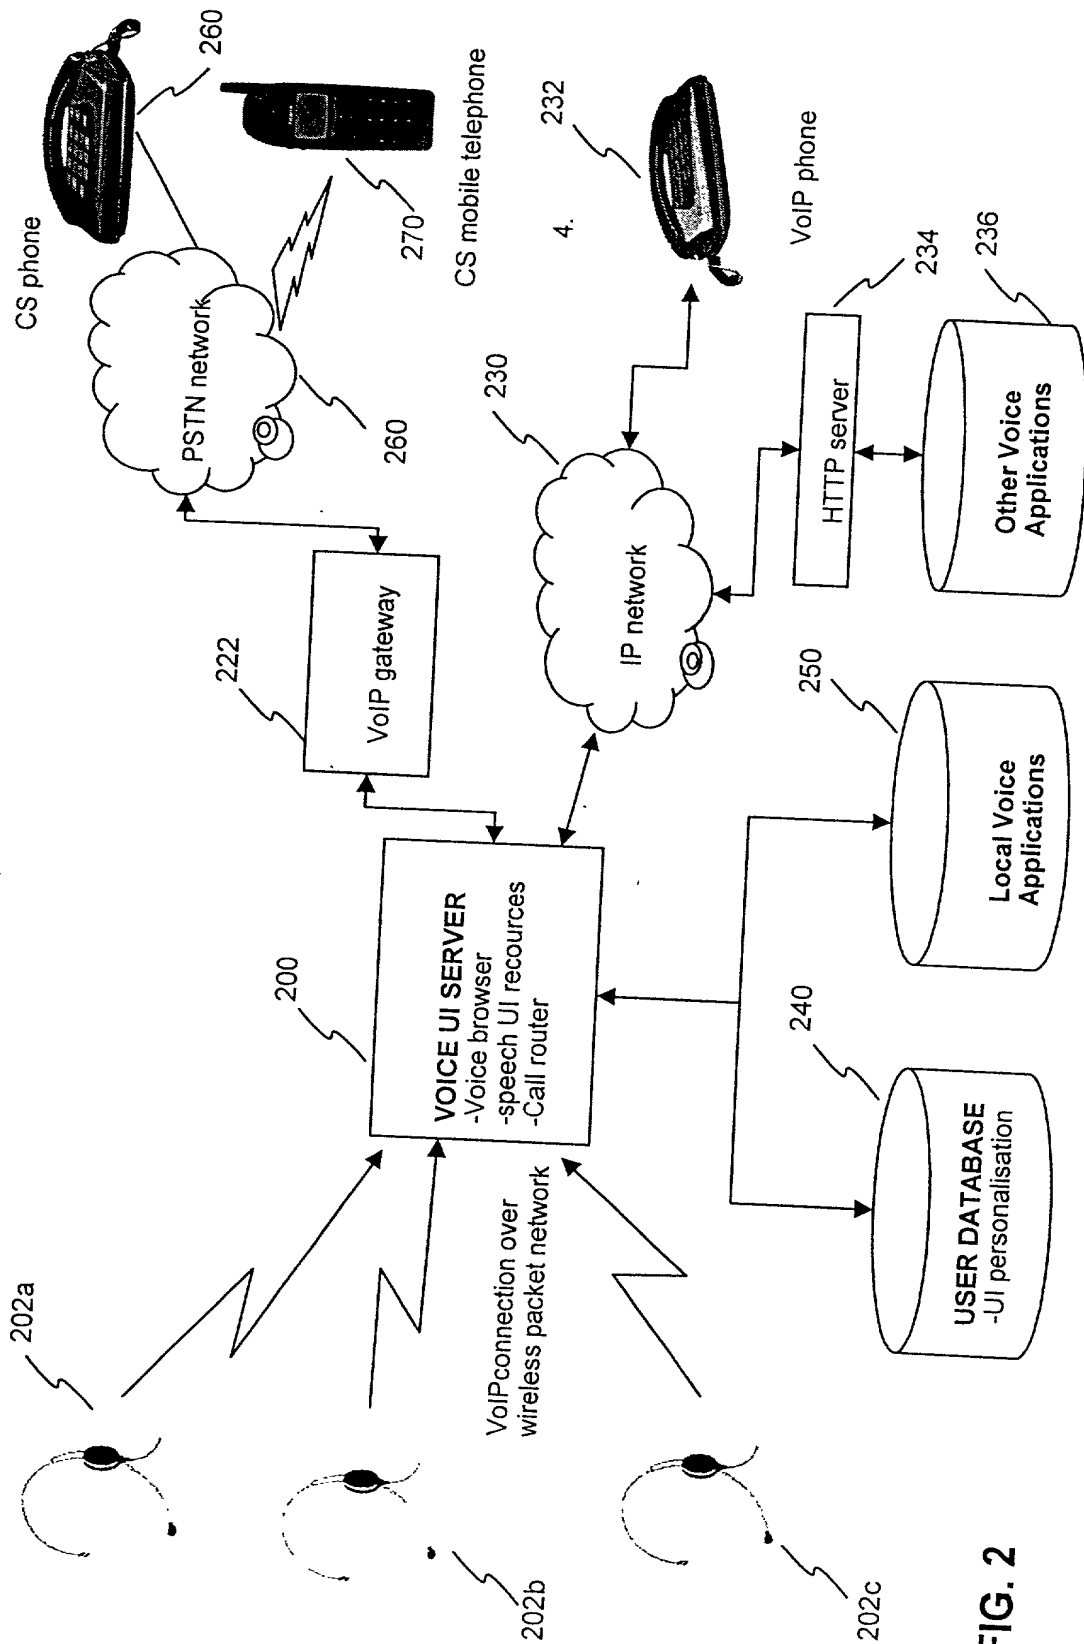 CS phone
260
PSTN network
260
270
CS mobile telephone
222
VoIP gateway
4.
232
VoIP phone
230
IP network
234
HTTP server
236
Other Voice
Applications
200
VOICE UI SERVER
-Voice browser
-speech UI recources
-Call router
250
Local Voice
Applications
240
USER DATABASE
-UI personalisation
202a
VoIPconnection over
wireless packet network
202b
202c
FIG. 2